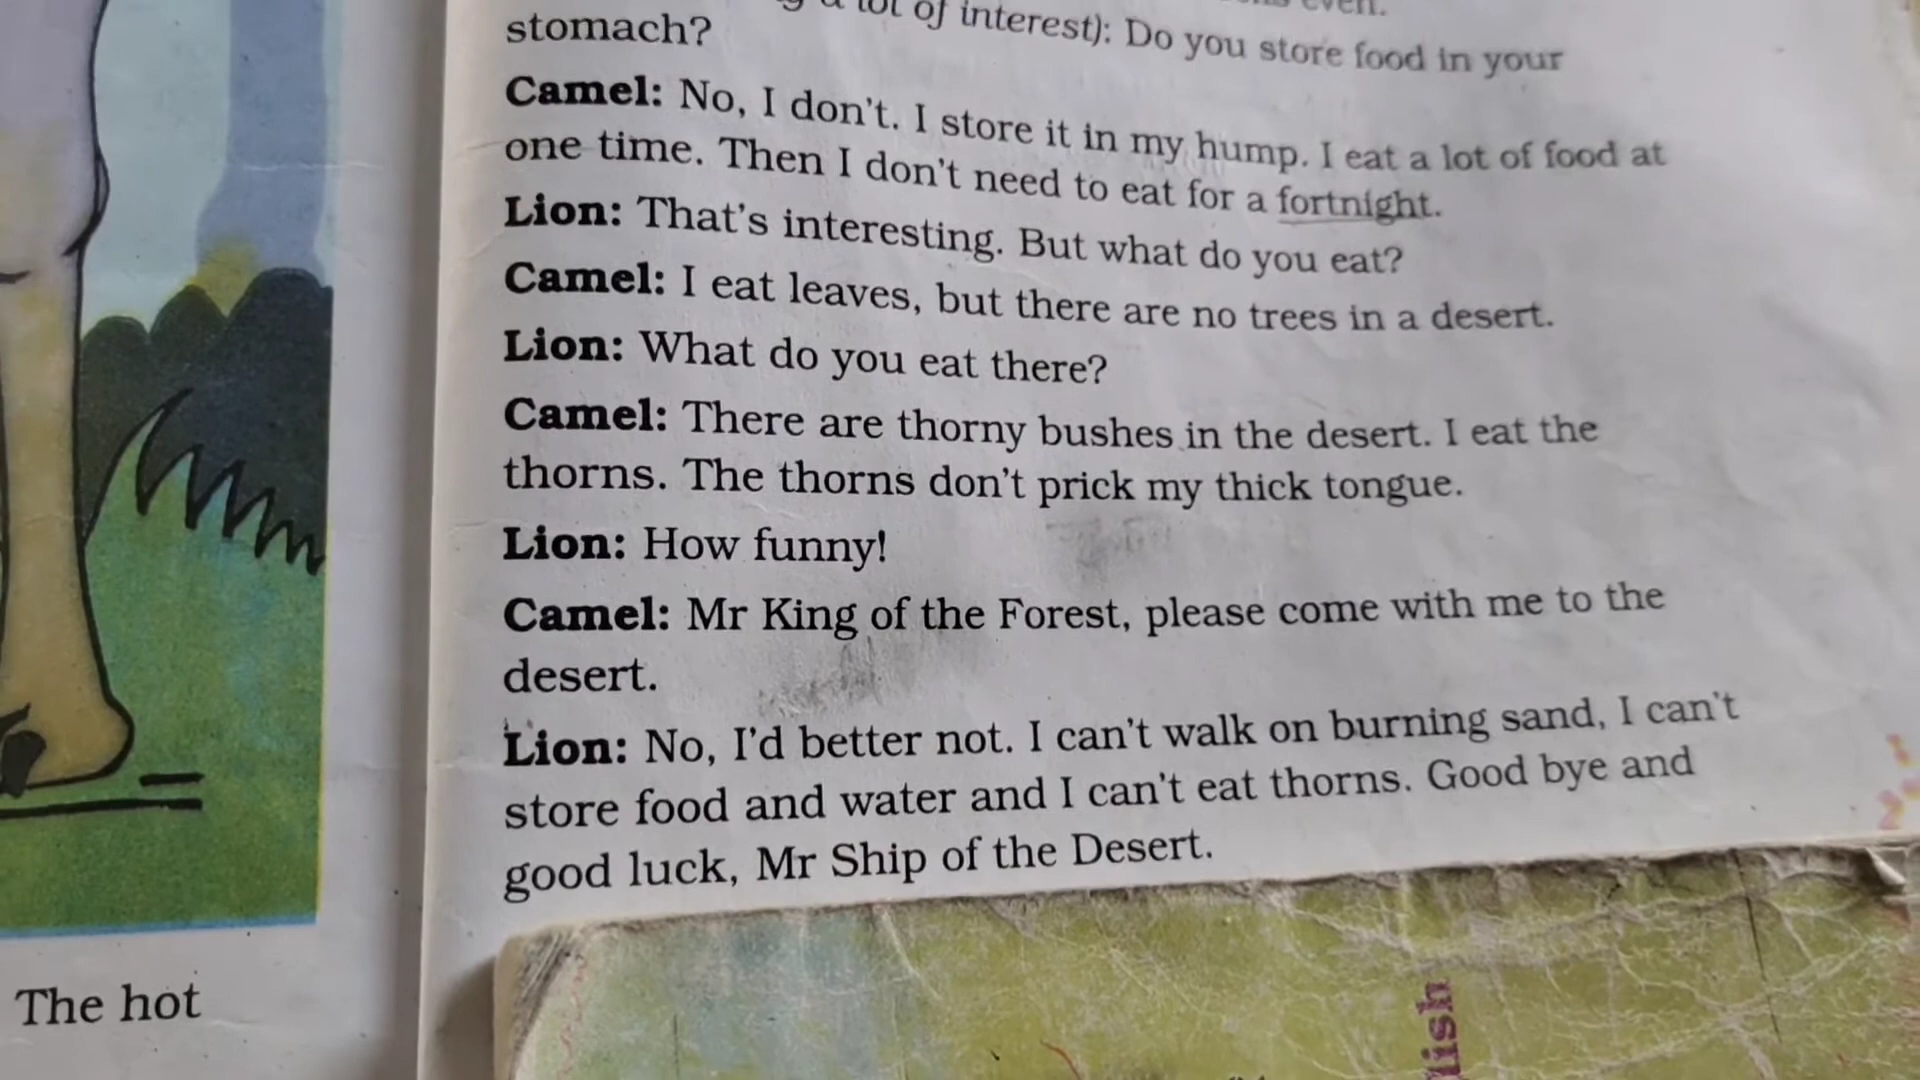 lot of interest): Do you store food in your
stomach?
Camel: No, I don't. I store it in my hump. I eat a lot of food at
one time. Then I don't need to eat for a fortnight.
Lion: That's interesting. But what do you eat?
Camel: I eat leaves, but there are no trees in a desert.
Lion: What do you eat there?
Camel: There are thorny bushes in the desert. I eat the
thorns. The thorns don't prick my thick tongue.
Lion: How funny!
Camel: Mr King of the Forest, please come with me to the
desert.
Lion: No, I'd better not. I can't walk on burning sand, I can't
store food and water and I can't eat thorns. Good bye and
good luck, Mr Ship of the Desert.
The hot